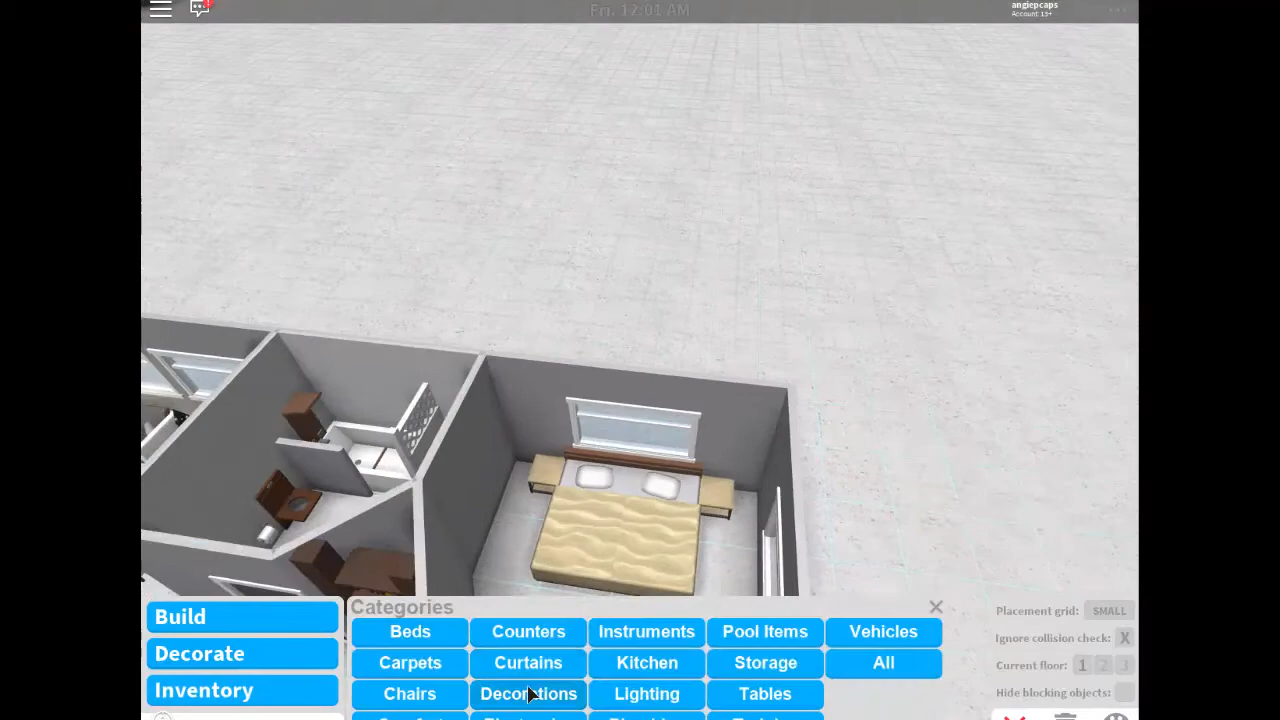 Fri. 12:01 AM
angiepcaps
Account: 13+
Build
Decorate
Inventory
Categories
Beds
Counters
Instruments
Pool Items
Vehicles
Carpets
Curtains
Kitchen
Storage
All
Chairs
Decorations
Lighting
Tables
Placement grid: SMALL
Ignore collision check: X
Current floor: 1 2 3
Hide blocking objects: